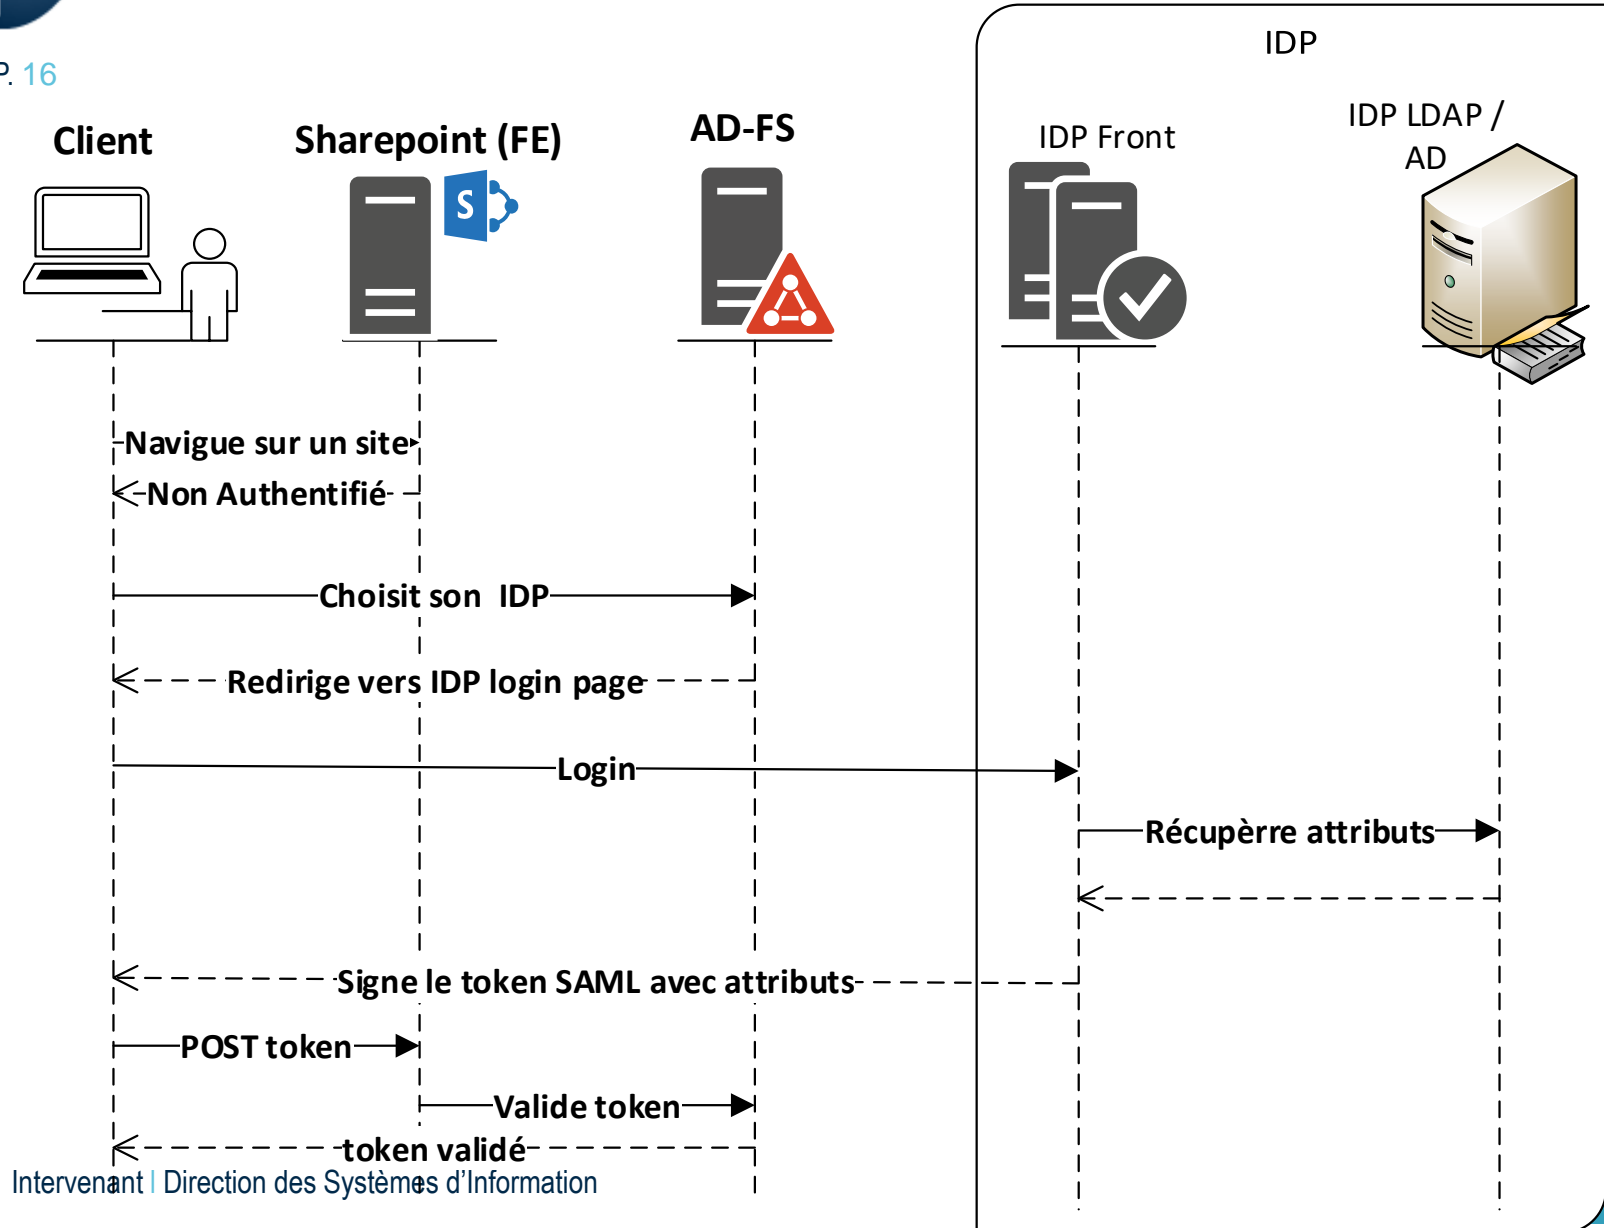 P. 16
IDP
Client
Sharepoint (FE)
AD-FS
IDP Front
IDP LDAP /
AD
S
Navigue sur un site
Non Authentifié
Choisit son IDP
Redirige vers IDP login page
Login
Récupèrre attributs
Signe le token SAML avec attributs
POST token
Valide token
token validé
Intervenant | Direction des Systèmes d'Information